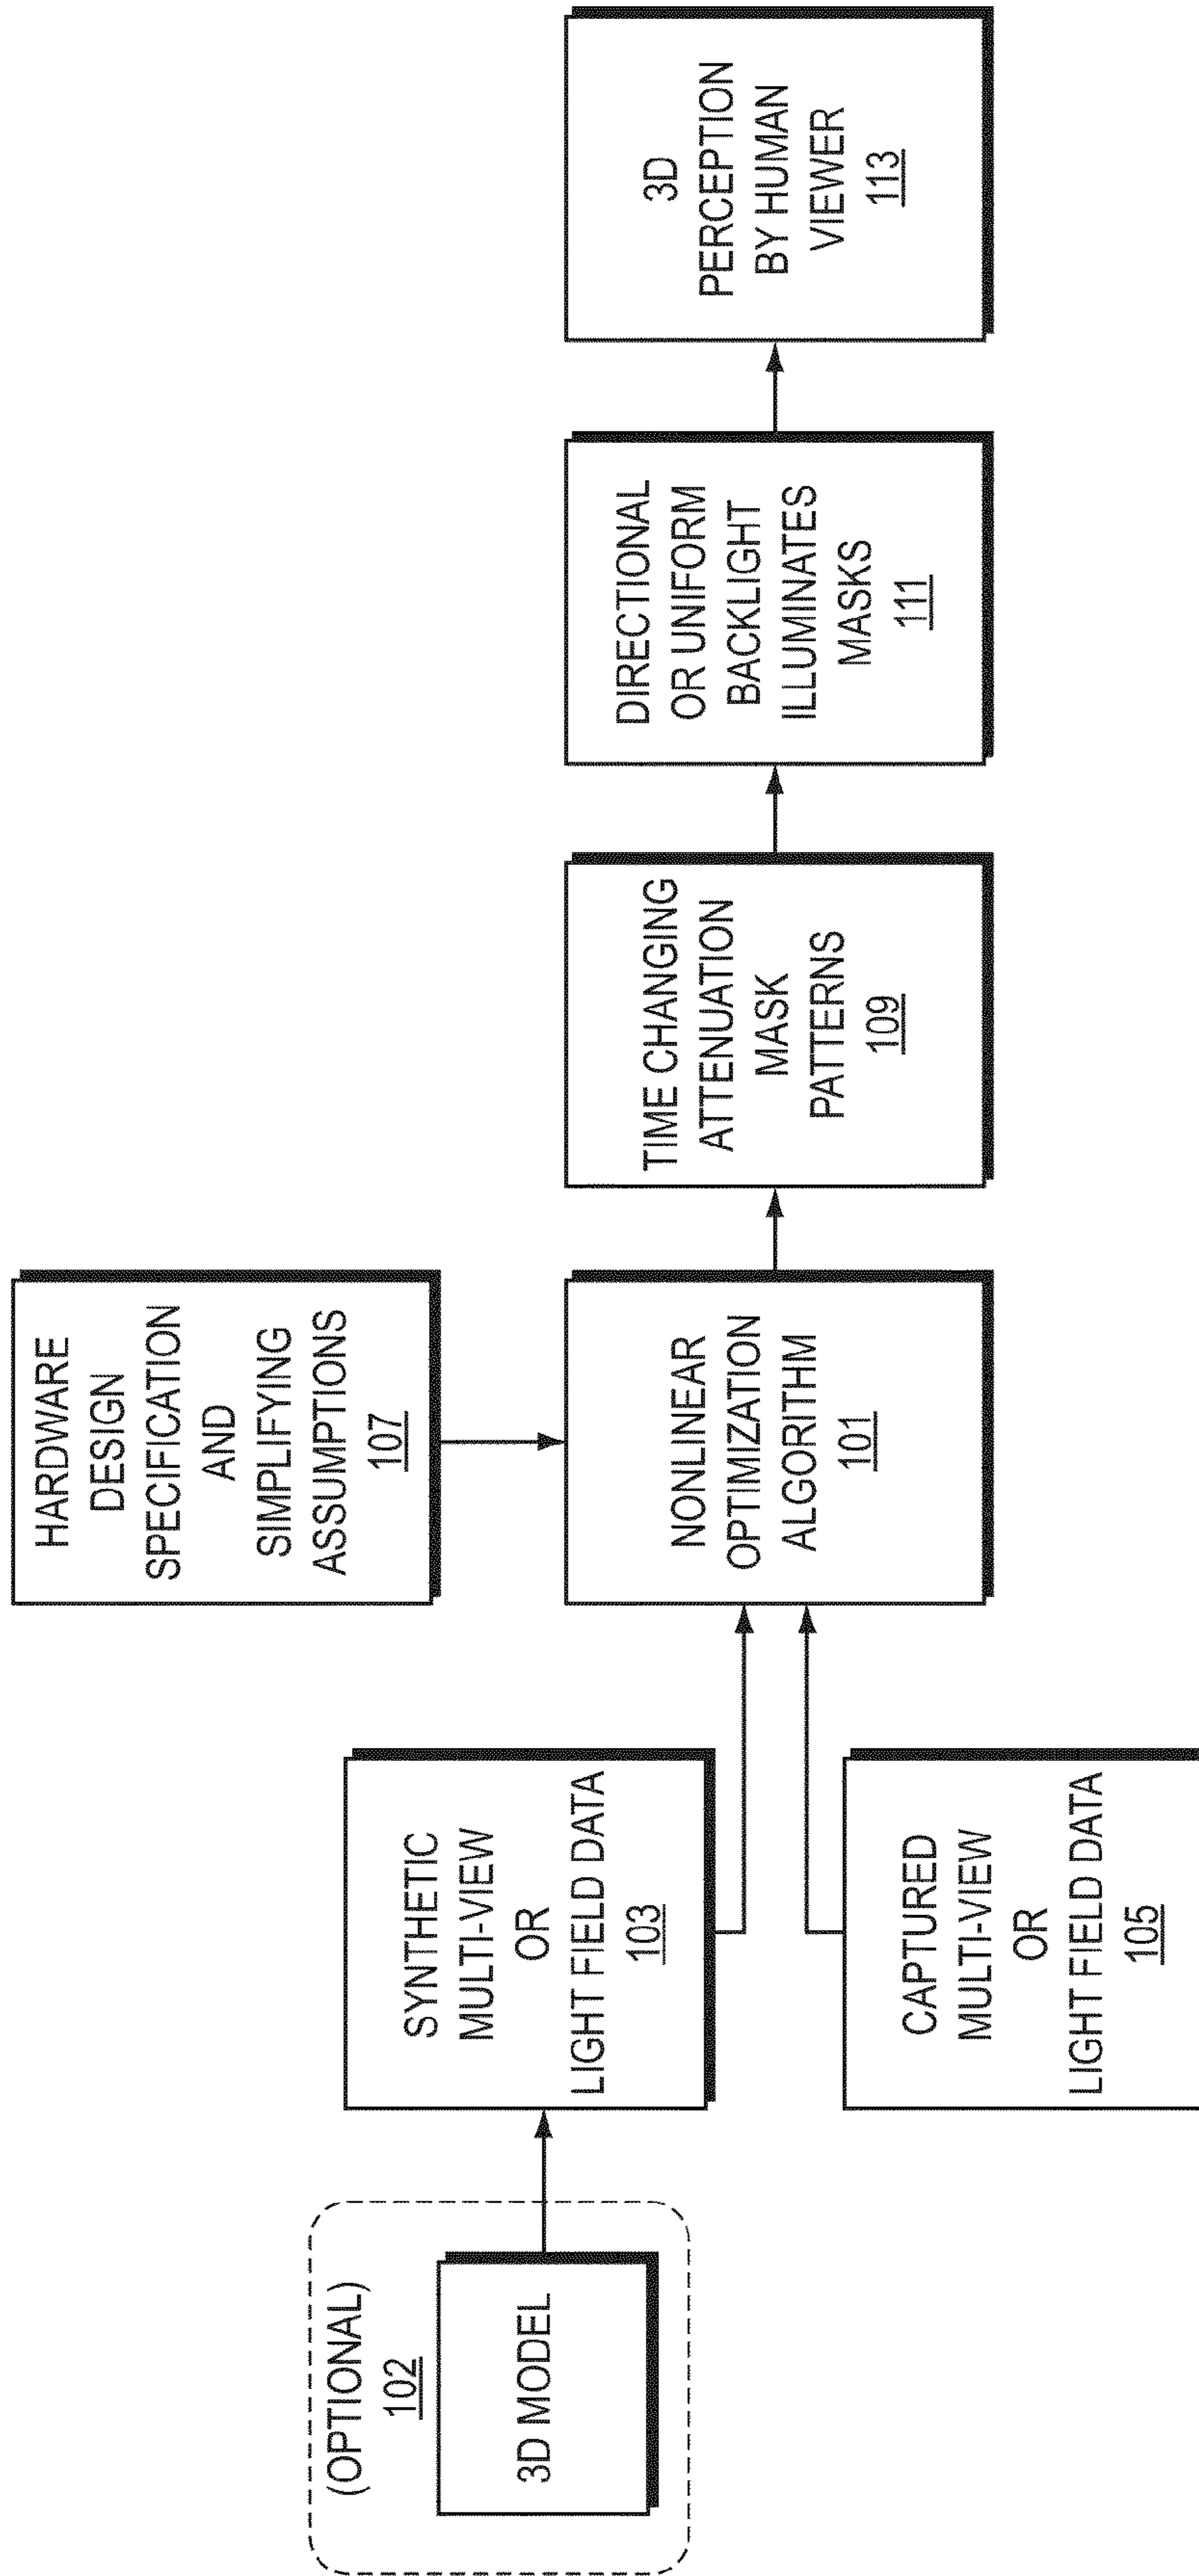 (OPTIONAL)
102
3D MODEL
SYNTHETIC
MULTI-VIEW
OR
LIGHT FIELD DATA
103
CAPTURED
MULTI-VIEW
OR
LIGHT FIELD DATA
105
HARDWARE
DESIGN
SPECIFICATION
AND
SIMPLIFYING
ASSUMPTIONS
107
NONLINEAR
OPTIMIZATION
ALGORITHM
101
TIME CHANGING
ATTENUATION
MASK
PATTERNS
109
DIRECTIONAL
OR UNIFORM
BACKLIGHT
ILLUMINATES
MASKS
111
3D
PERCEPTION
BY HUMAN
VIEWER
113